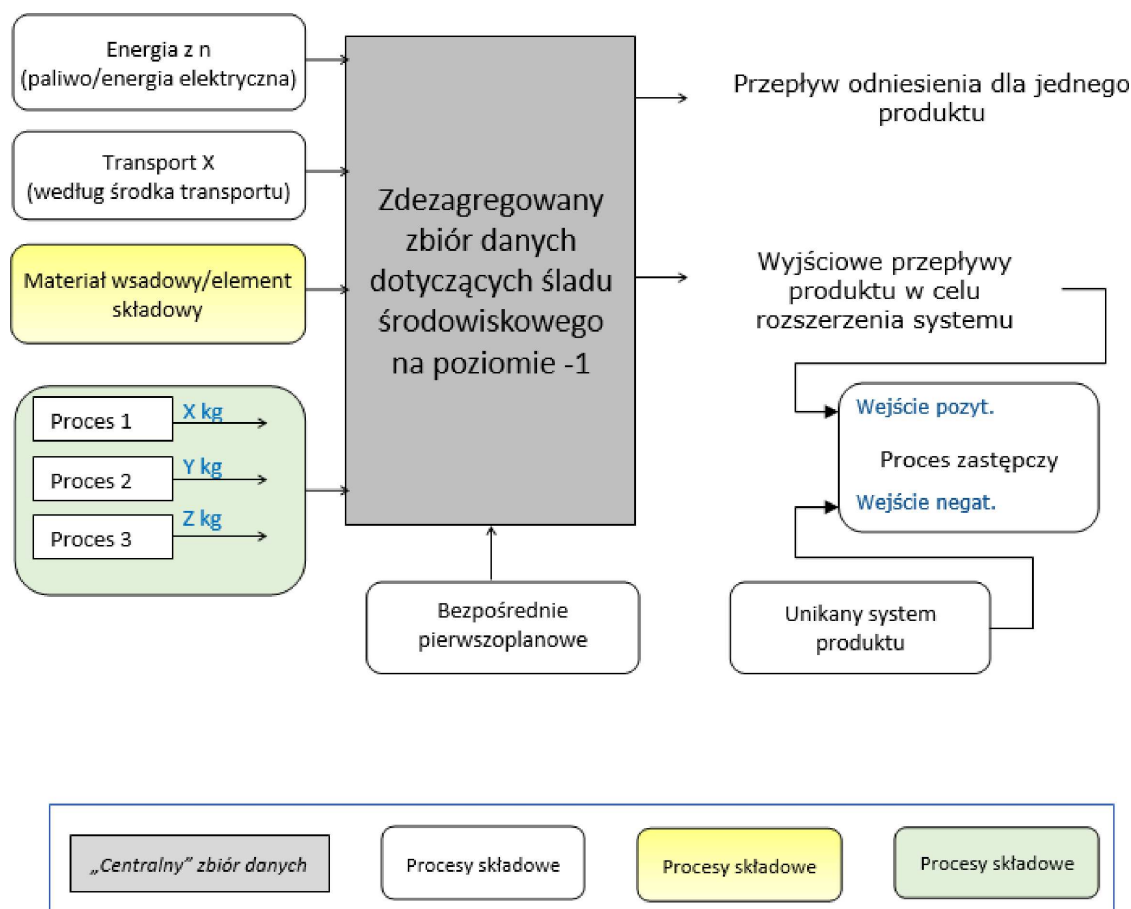 Energia z n
(paliwo/energia elektryczna)
Transport X
(według środka transportu)
Materiał wsadowy/element
składowy
Proces 1
X kg
Proces 2
Y kg
Proces 3
Z kg
Zdezagregowany
zbiór danych
dotyczących śladu
środowiskowego
na poziomie -1
Bezpośrednie
pierwszoplanowe
Przepływ odniesienia dla jednego
produktu
Wyjściowe przepływy
produktu w celu
rozszerzenia systemu
Wejście pozyt.
Proces zastępczy
Wejście negat.
Unikany system
produktu
„Centralny” zbiór danych
Procesy składowe
Procesy składowe
Procesy składowe